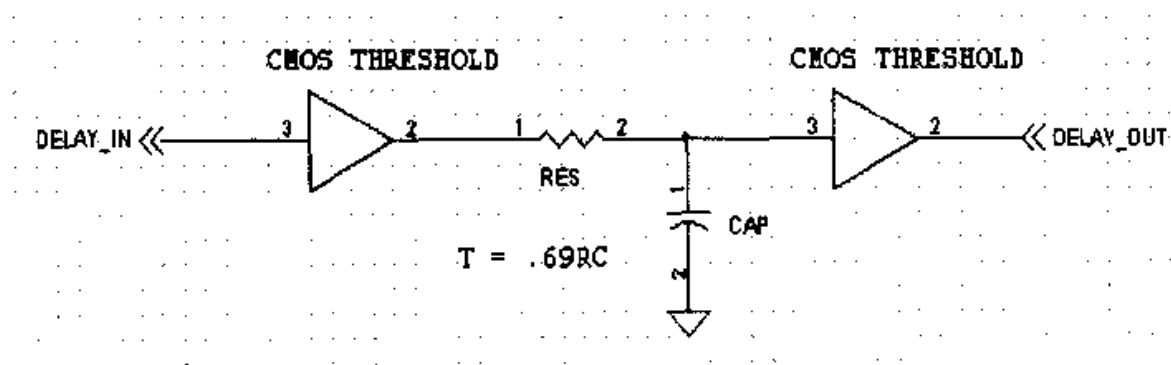 CMOS THRESHOLD
CMOS THRESHOLD
DELAY_IN
3
2
1
2
3
2
DELAY_OUT
RES
1
CAP
T = .69RC
2